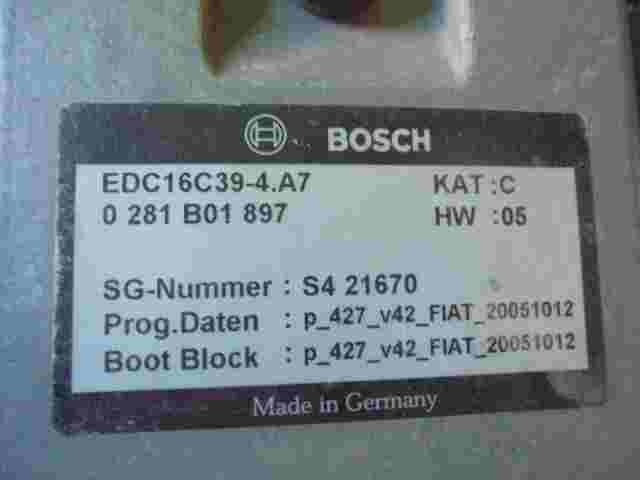 BOSCH
EDC16C39-4.A7 KAT :C
0 281 B01 897 HW :05
SG-Nummer : S4 21670
Prog.Daten : p_427_v42_FIAT_20051012
Boot Block : p_427_v42_FIAT_20051012
Made in Germany